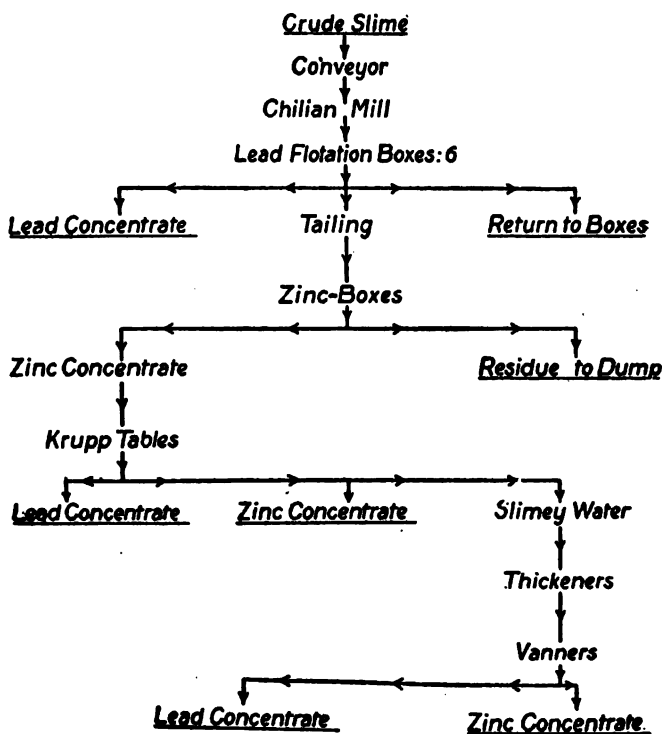 Crude Slime
Conveyor
Chilian Mill
Lead Flotation Boxes: 6
Lead Concentrate
Tailing
Return to Boxes
Zinc-Boxes
Zinc Concentrate
Residue to Dump
Krupp Tables
Lead Concentrate
Zinc Concentrate
Slimey Water
Thickeners
Vanners
Lead Concentrate
Zinc Concentrate.